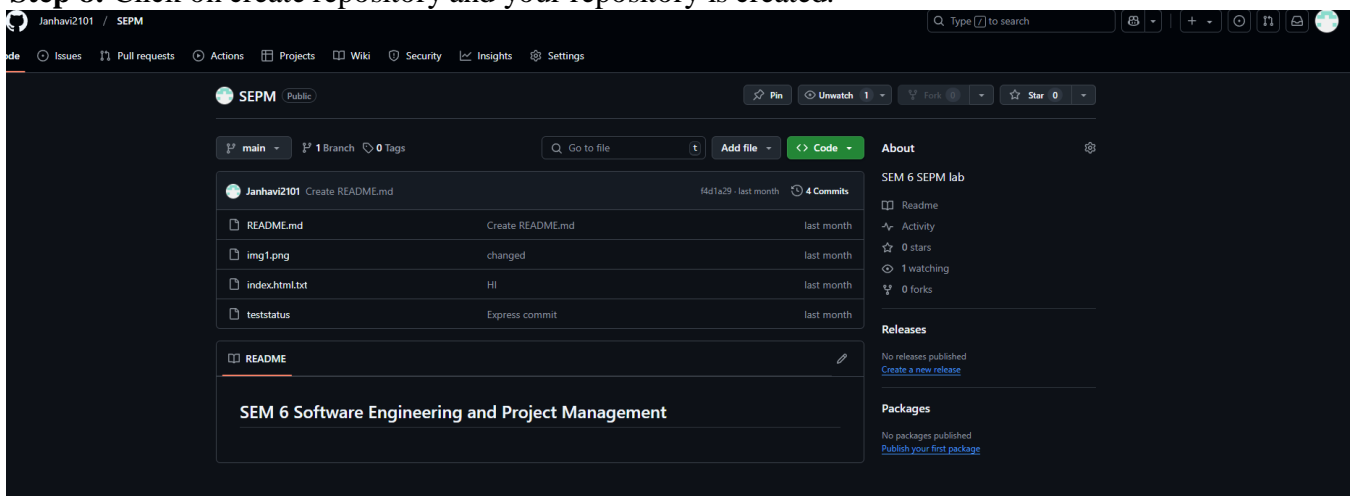 Step 8: Click on create repository and your repository is created.
Janhavi2101 / SEPM
Type / to search
Issues Pull requests Actions Projects Wiki Security Insights Settings
SEPM Public
Pin Unwatch 1 Fork 0 Star 0
main 1 Branch 0 Tags
Go to file t Add file <> Code
Janhavi2101 Create README.md f4d1a29 · last month 4 Commits
README.md Create README.md last month
img1.png changed last month
index.html.txt HI last month
teststatus Express commit last month
README
SEM 6 Software Engineering and Project Management
About
SEM 6 SEPM lab
Readme
Activity
0 stars
1 watching
0 forks
Releases
No releases published
Create a new release
Packages
No packages published
Publish your first package